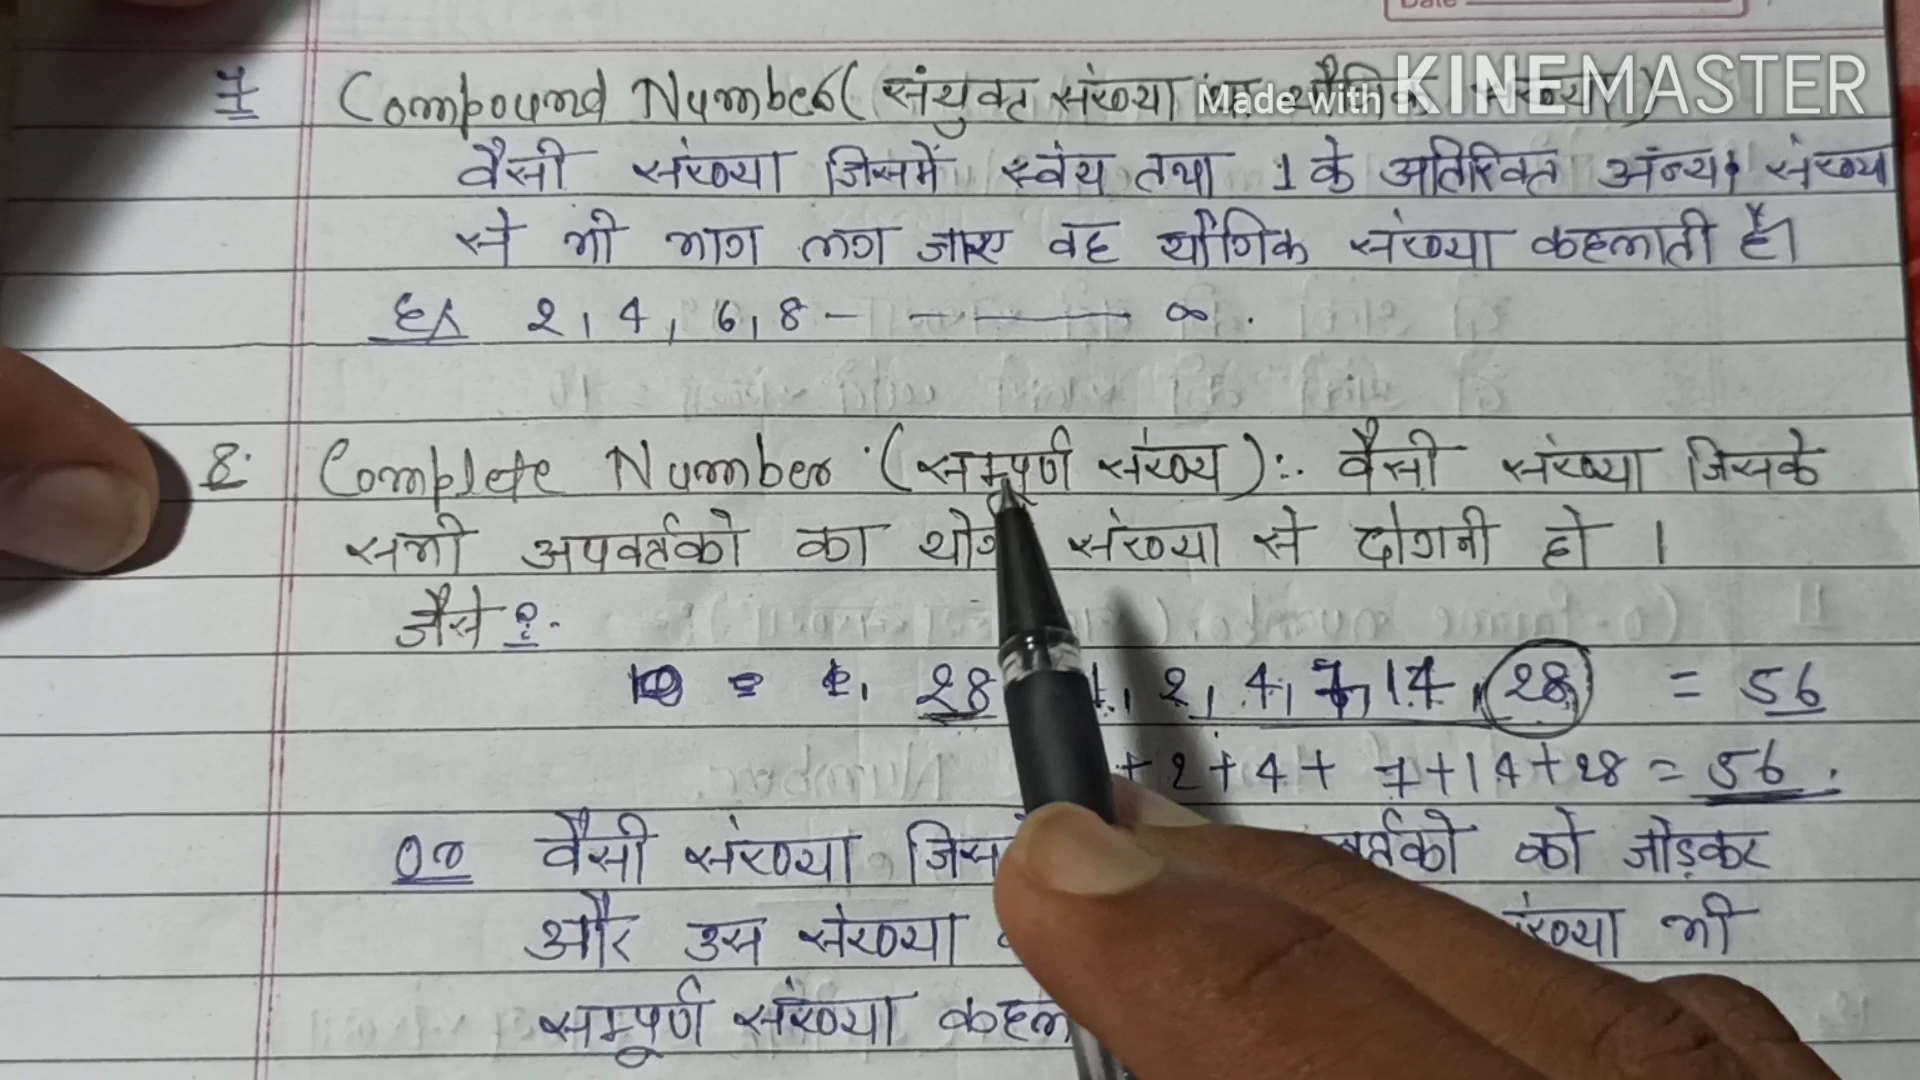 Date
Made with KINEMASTER
7 Compound Number (संयुक्त संख्या या यौगिक संख्या)
वैसी संख्या जिसमें स्वंय तथा 1 के अतिरिक्त अन्य संख्या
से भी भाग लग जाए वह यौगिक संख्या कहलाती है।
Ex 2, 4, 6, 8 - ——— ∞.
8. Complete Number (सम्पूर्ण संख्य) :- वैसी संख्या जिसके
सभी अपवर्तको का योग संख्या से दोगनी हो ।
जैसे :-
28 1, 2, 4, 7, 14, 28 = 56
+ 2 + 4 + 7 + 14 + 28 = 56 .
Or वैसी संख्या को जोड़कर
और उस संख्या भी
सम्पूर्ण संख्या